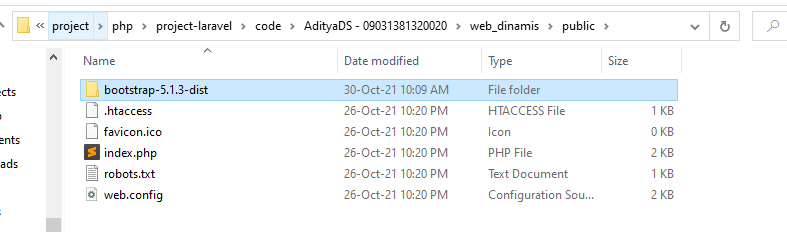 « project › php › project-laravel › code › AdityaDS - 09031381320020 › web_dinamis › public ›
Name Date modified Type Size
bootstrap-5.1.3-dist 30-Oct-21 10:09 AM File folder
.htaccess 26-Oct-21 10:20 PM HTACCESS File 1 KB
favicon.ico 26-Oct-21 10:20 PM Icon 0 KB
index.php 26-Oct-21 10:20 PM PHP File 2 KB
robots.txt 26-Oct-21 10:20 PM Text Document 1 KB
web.config 26-Oct-21 10:20 PM Configuration Sou... 2 KB
ects
ents
ads